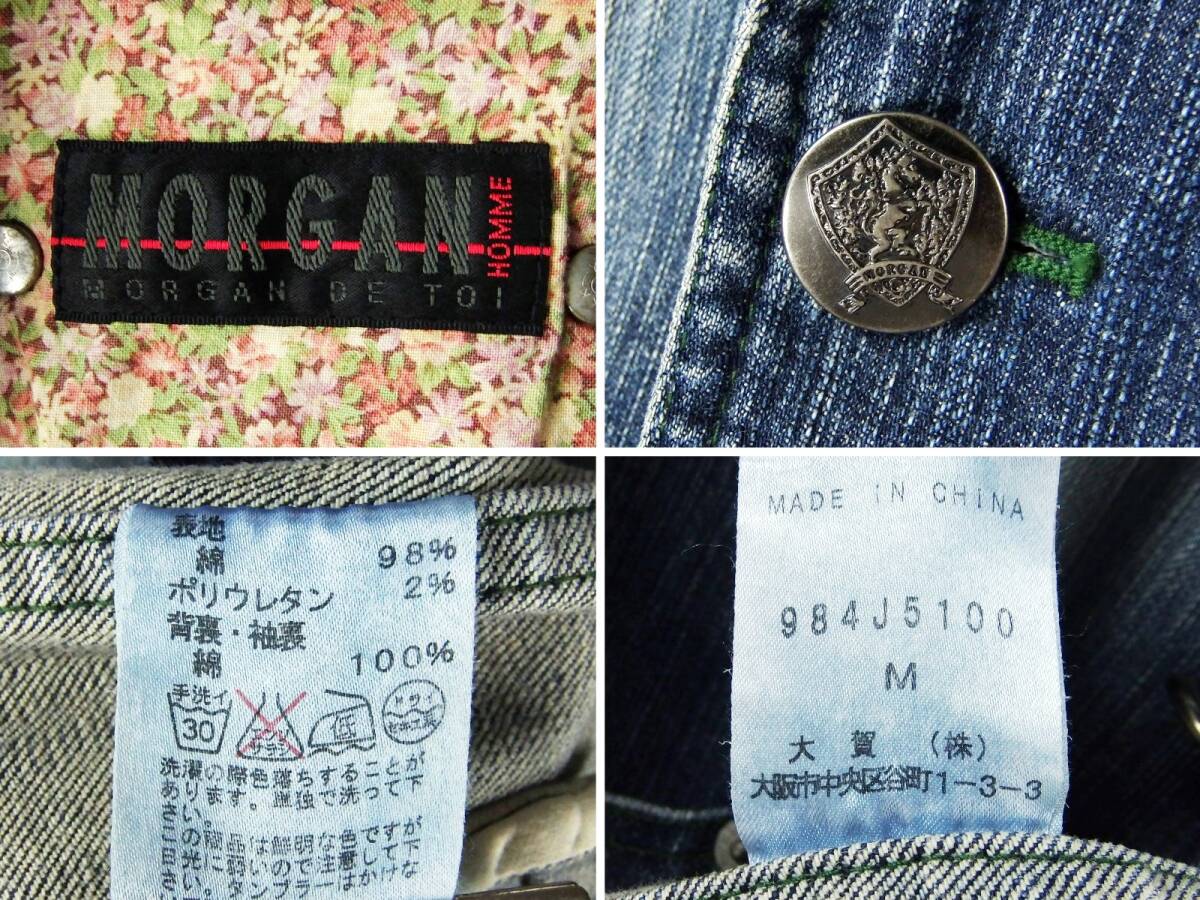 MORGAN
HOMME
MORGAN DE TOI
MORGAN
表地
綿 98%
ポリウレタン 2%
背裏・袖裏
綿 100%
手洗イ
30
低
ドライ
洗濯の際色落ちすることが
あります。単独で洗って下
さい。
この商品は鮮明な色ですが
日光に弱いので注意して下
さい。タンブラーはかけな
MADE IN CHINA
984J5100
M
大賀 (株)
大阪市中央区谷町1-3-3